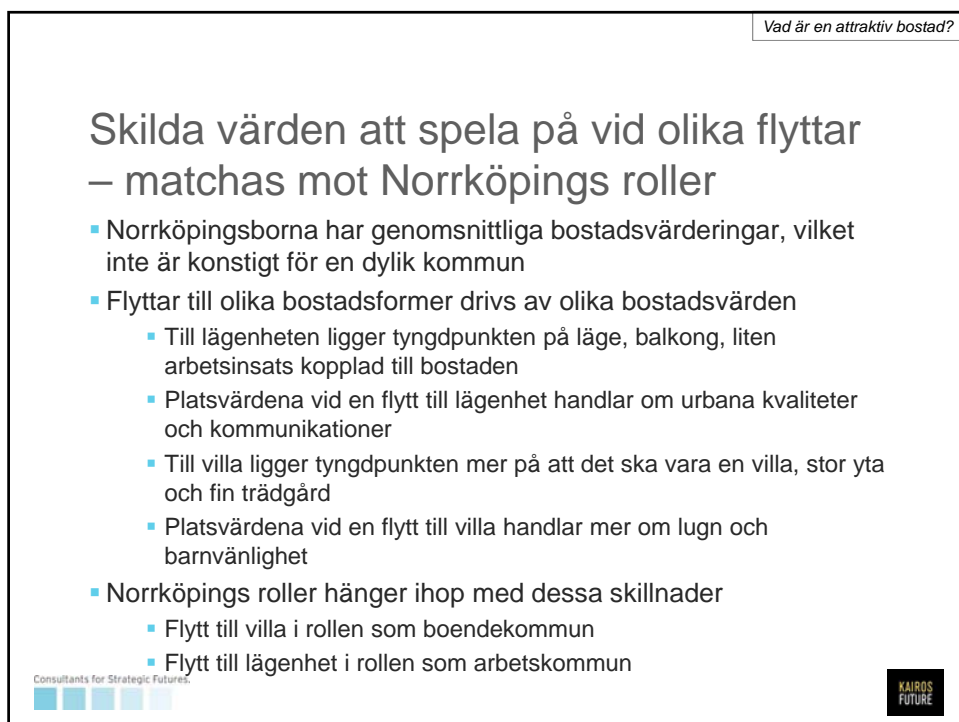 Vad är en attraktiv bostad?
Skilda värden att spela på vid olika flyttar
– matchas mot Norrköpings roller
▪ Norrköpingsborna har genomsnittliga bostadsvärderingar, vilket
inte är konstigt för en dylik kommun
▪ Flyttar till olika bostadsformer drivs av olika bostadsvärden
▪ Till lägenheten ligger tyngdpunkten på läge, balkong, liten
arbetsinsats kopplad till bostaden
▪ Platsvärdena vid en flytt till lägenhet handlar om urbana kvaliteter
och kommunikationer
▪ Till villa ligger tyngdpunkten mer på att det ska vara en villa, stor yta
och fin trädgård
▪ Platsvärdena vid en flytt till villa handlar mer om lugn och
barnvänlighet
▪ Norrköpings roller hänger ihop med dessa skillnader
▪ Flytt till villa i rollen som boendekommun
▪ Flytt till lägenhet i rollen som arbetskommun
Consultants for Strategic Futures.
KAIROS
FUTURE